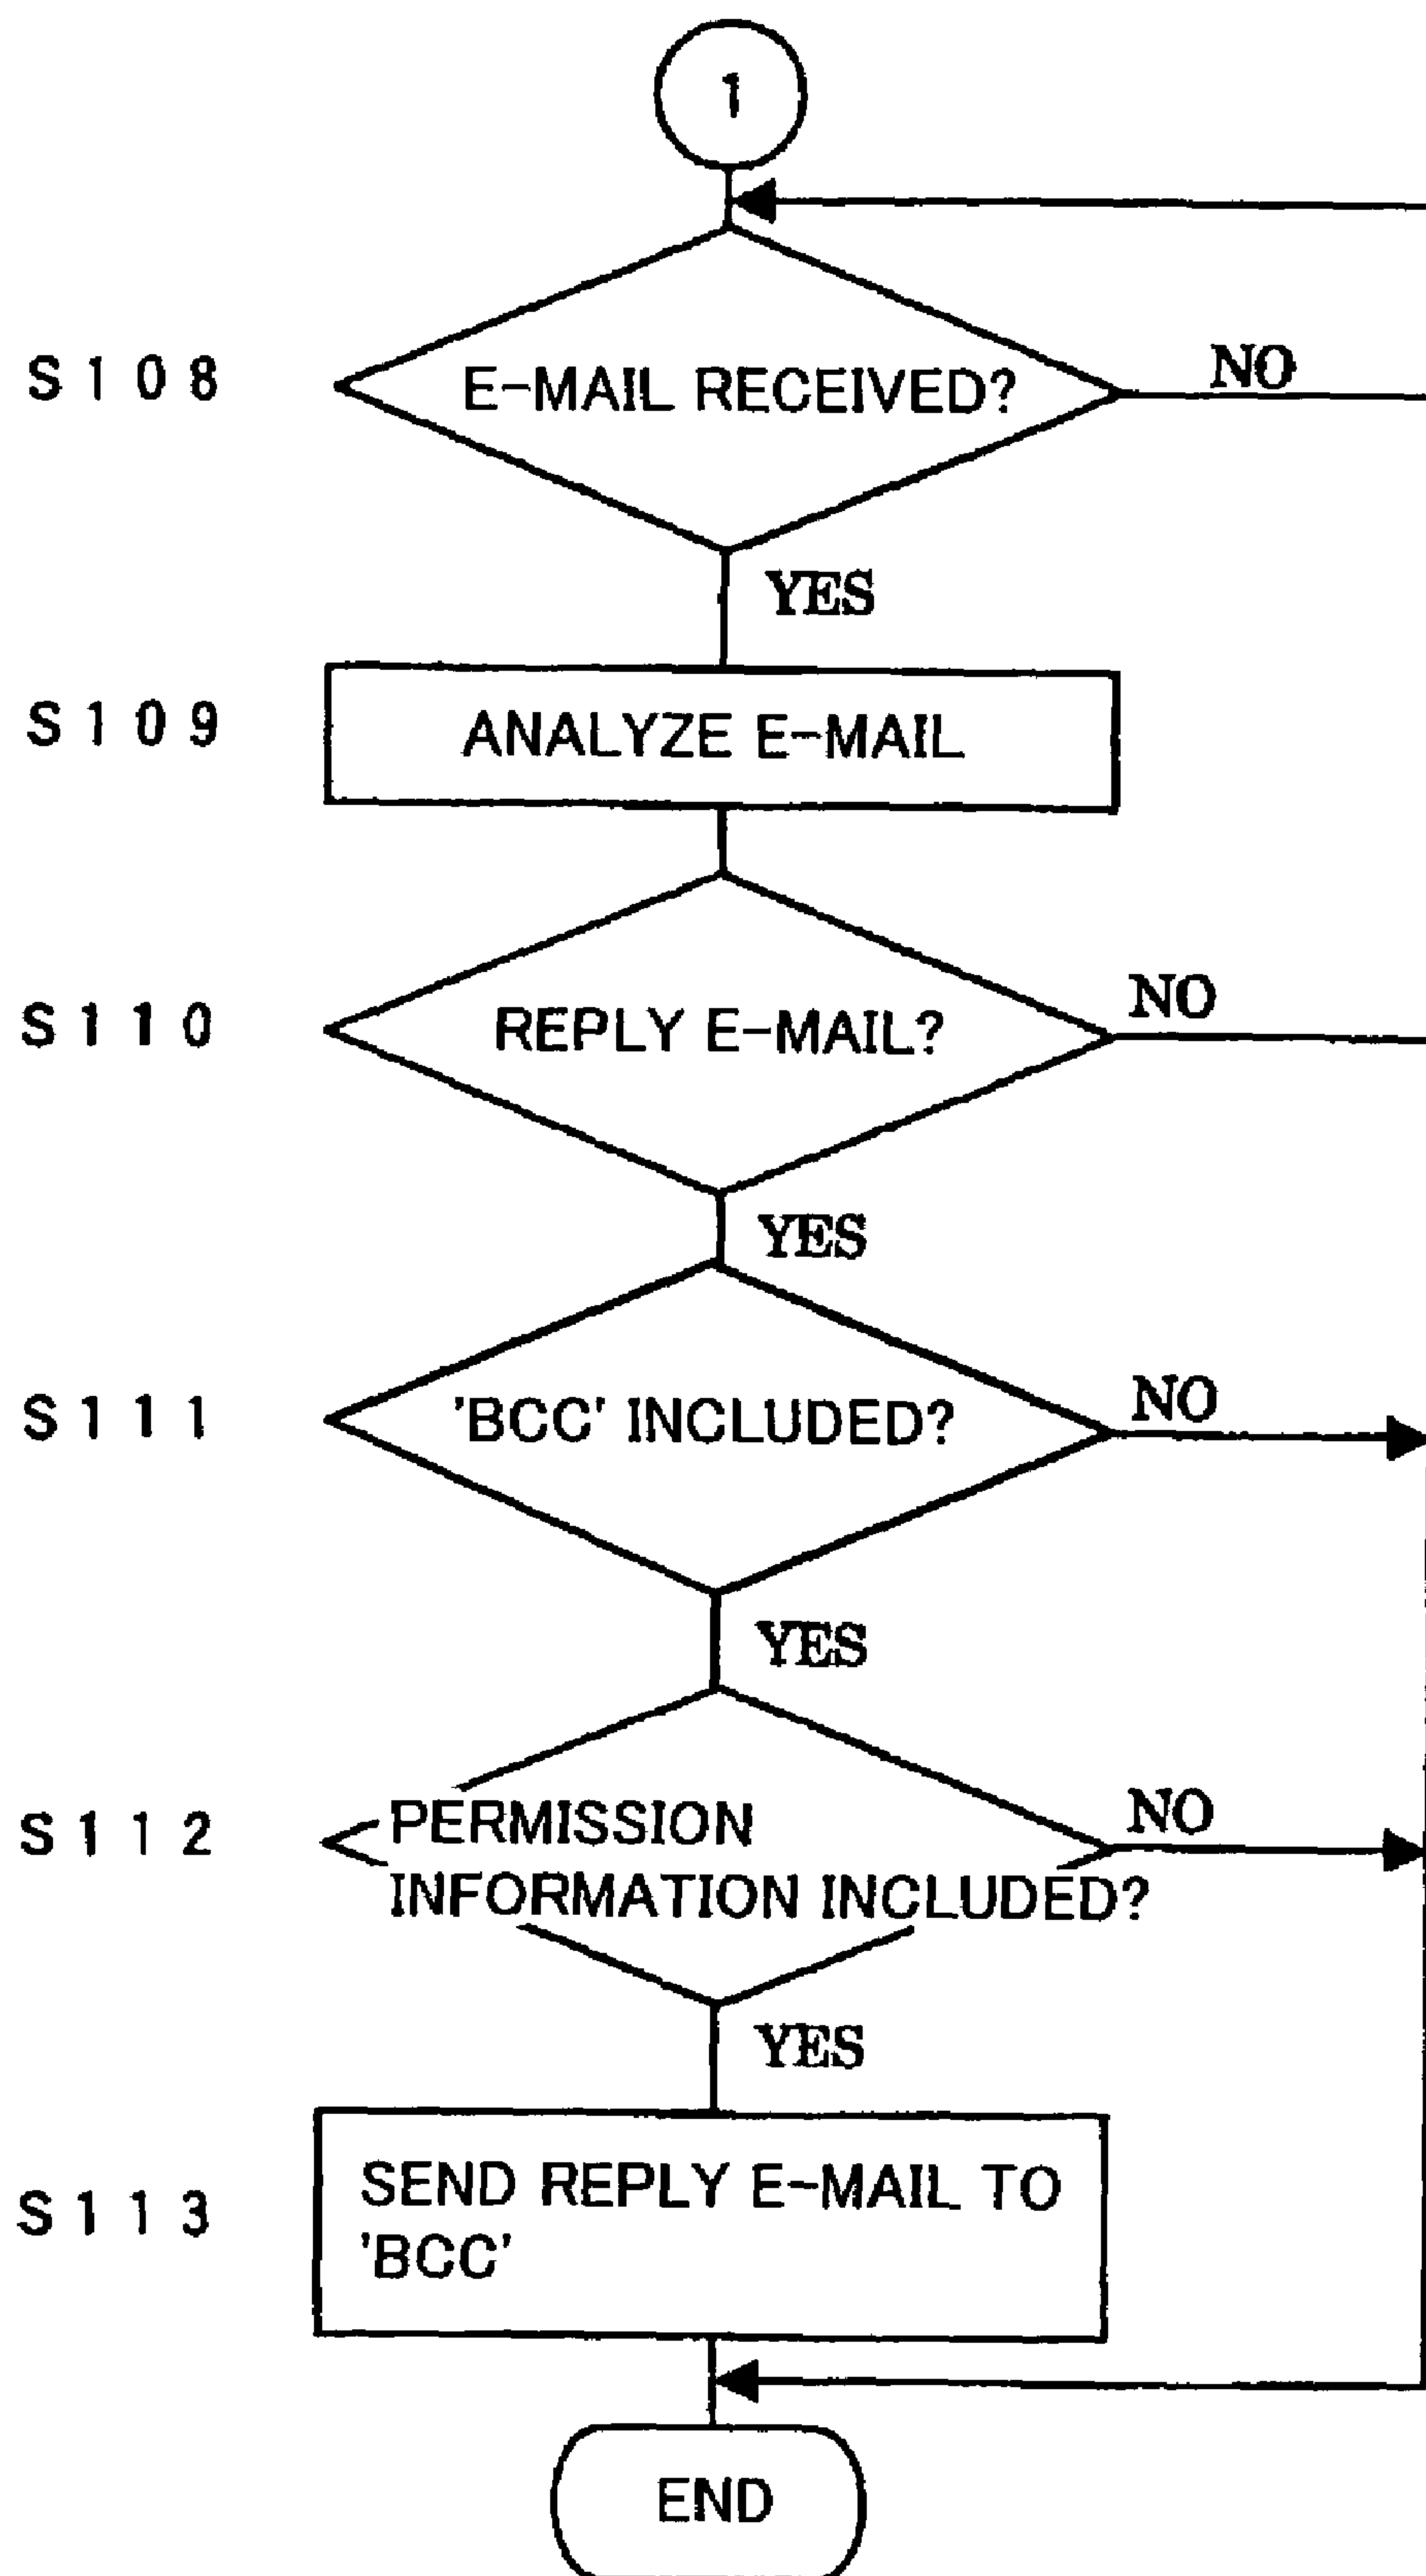 1
S108
E-MAIL RECEIVED?
NO
YES
S109
ANALYZE E-MAIL
S110
REPLY E-MAIL?
NO
YES
S111
'BCC' INCLUDED?
NO
YES
S112
PERMISSION
INFORMATION INCLUDED?
NO
YES
S113
SEND REPLY E-MAIL TO
'BCC'
END